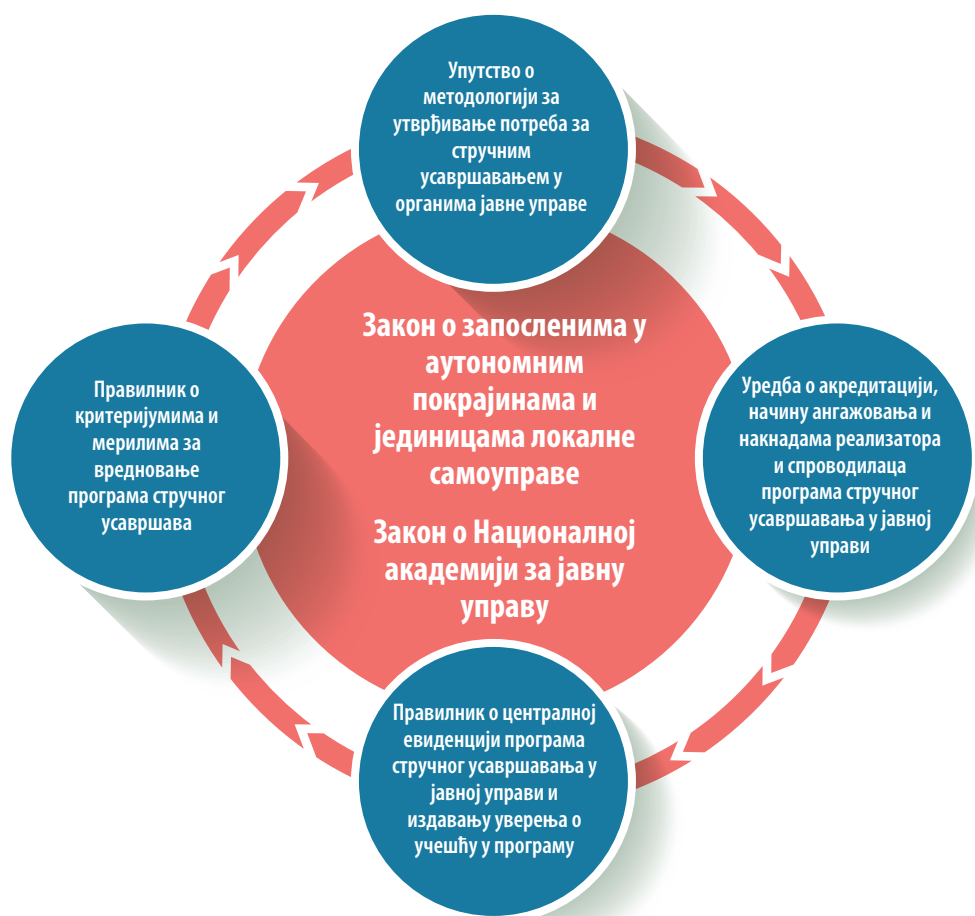 Упутство о
методологији за
утврђивање потреба за
стручним
усавршавањем у
органима јавне управе
Закон о запосленима у
аутономним
покрајинама и
јединицама локалне
самоуправе
Закон о Националној
академији за јавну
управу
Уредба о акредитацији,
начину ангажовања и
накнадама реализатора
и спроводилаца
програма стручног
усавршавања у јавној
управи
Правилник о централној
евиденцији програма
стручног усавршавања у
јавној управи и
издавању уверења о
учешћу у програму
Правилник о
критеријумима и
мерилима за
вредновање
програма стручног
усавршава